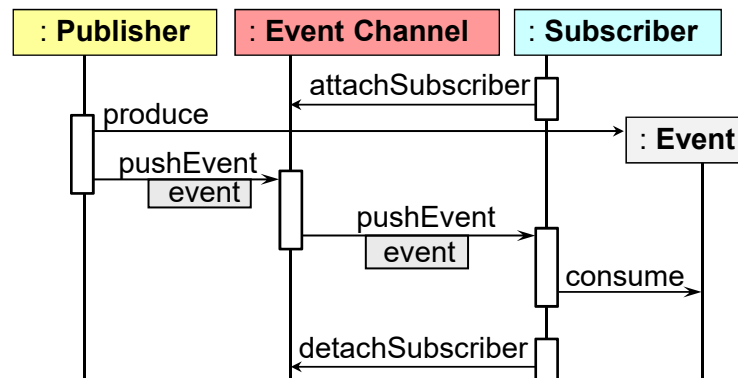 : Publisher
: Event Channel
: Subscriber
attachSubscriber
produce
: Event
pushEvent
event
pushEvent
event
consume
detachSubscriber